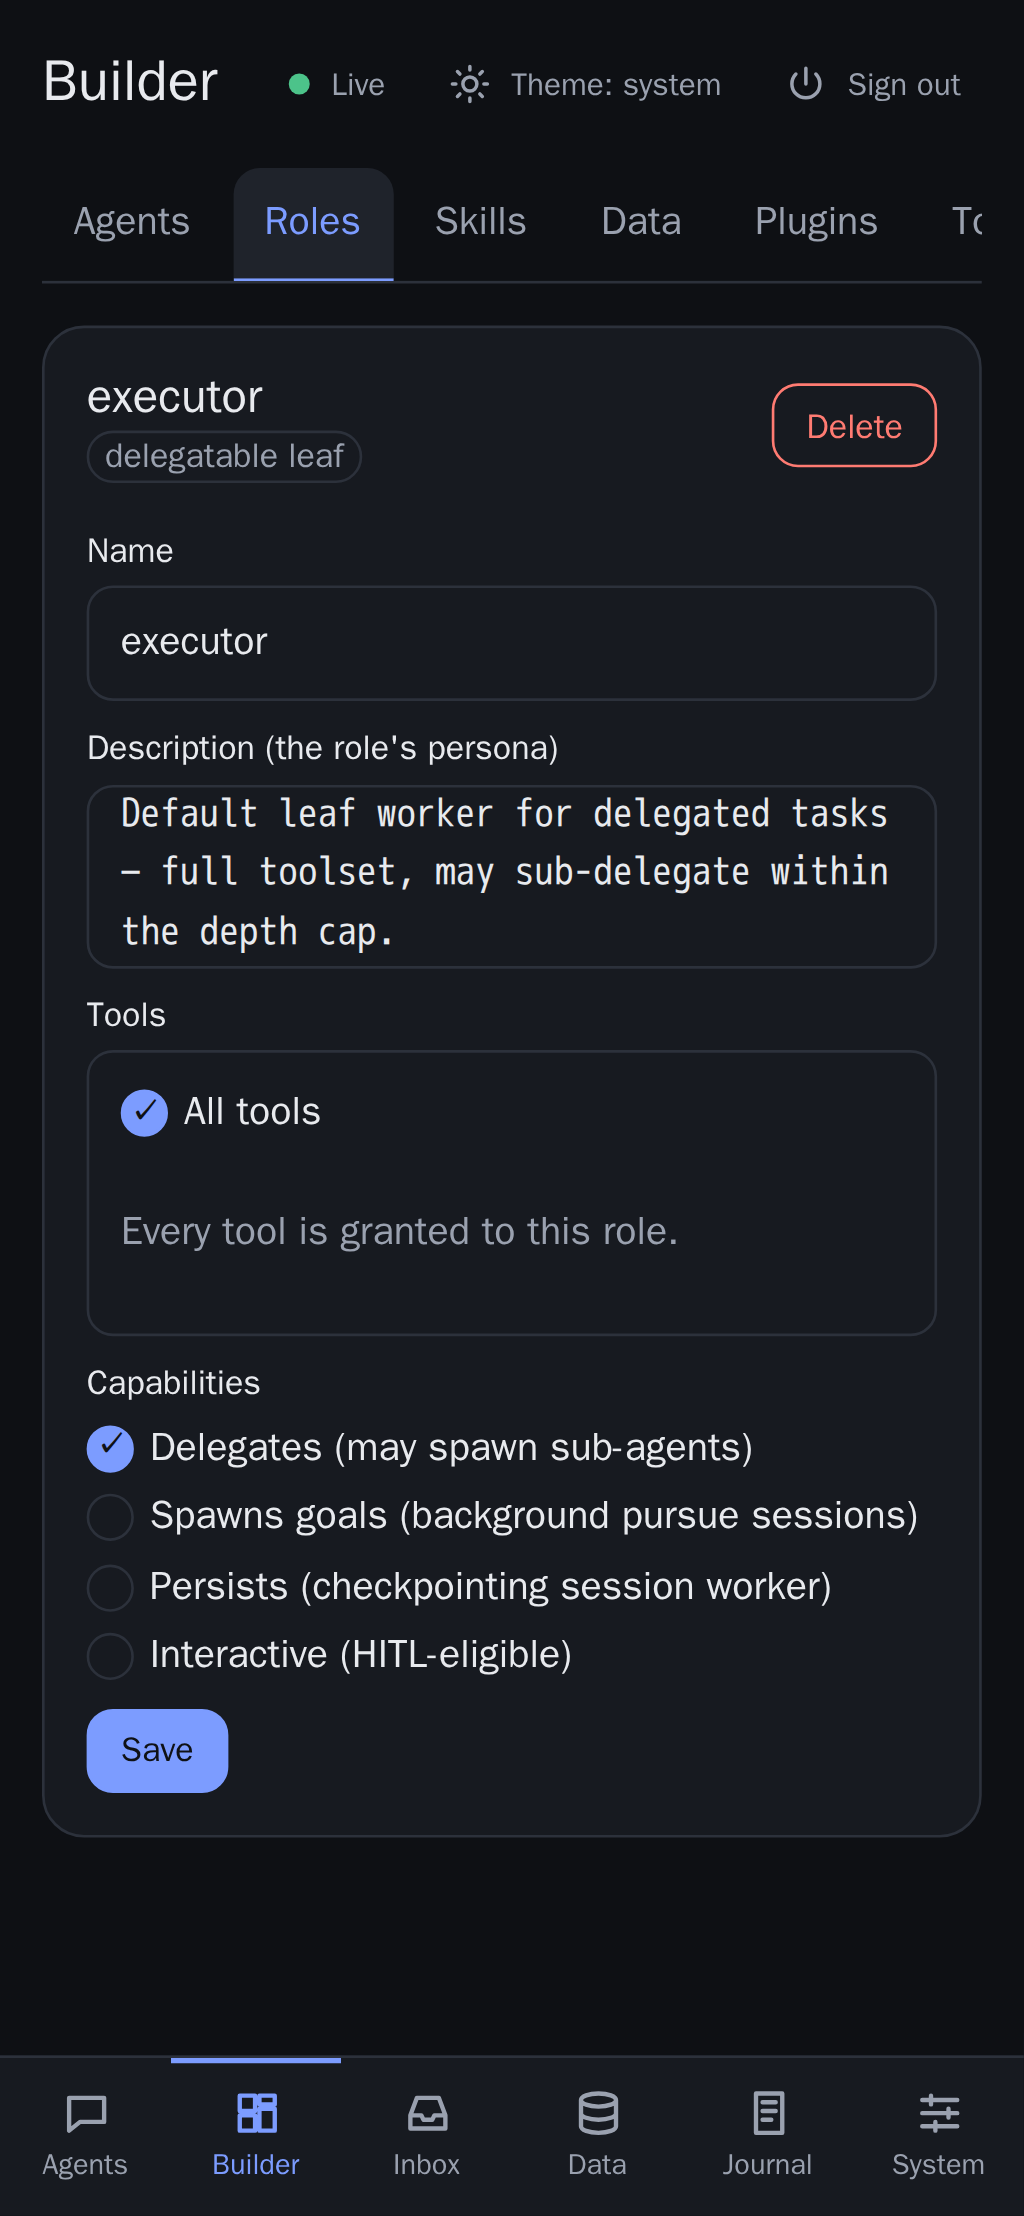 Builder
Live
Theme: system
Sign out
Agents
Roles
Skills
Data
Plugins
executor
delegatable leaf
Delete
Name
executor
Description (the role's persona)
Default leaf worker for delegated tasks
— full toolset, may sub-delegate within
the depth cap.
Tools
All tools
Every tool is granted to this role.
Capabilities
Delegates (may spawn sub-agents)
Spawns goals (background pursue sessions)
Persists (checkpointing session worker)
Interactive (HITL-eligible)
Save
Agents
Builder
Inbox
Data
Journal
System